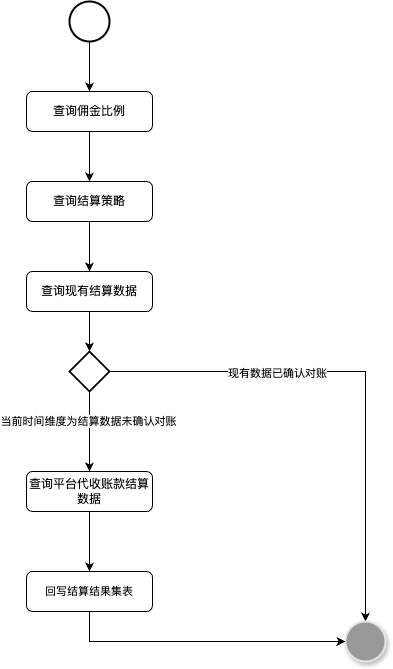 查询佣金比例
查询结算策略
查询现有结算数据
现有数据已确认对账
当前时间维度为结算数据未确认对账
查询平台代收账款结算
数据
回写结算结果集表